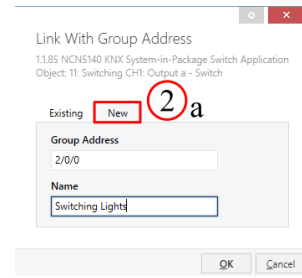 Link With Group Address
1.1.85 NCN5140 KNX System-in-Package Switch Application
Object: 11: Switching CH1: Output a - Switch
Existing New 2 a
Group Address
2/0/0
Name
Switching Lights
OK Cancel